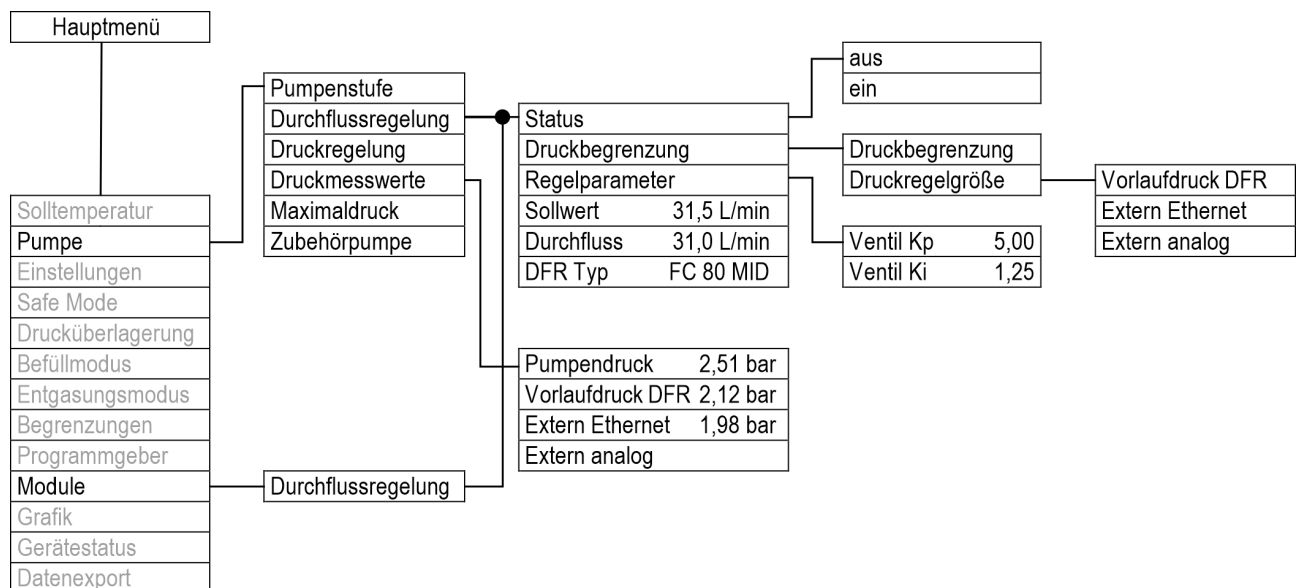 Hauptmenü
Solltemperatur
Pumpe
Einstellungen
Safe Mode
Drucküberlagerung
Befüllmodus
Entgasungsmodus
Begrenzungen
Programmgeber
Module
Grafik
Gerätestatus
Datenexport
Pumpenstufe
Durchflussregelung
Druckregelung
Druckmesswerte
Maximaldruck
Zubehörpumpe
Durchflussregelung
Status
Druckbegrenzung
Regelparameter
Sollwert 31,5 L/min
Durchfluss 31,0 L/min
DFR Typ FC 80 MID
Pumpendruck 2,51 bar
Vorlaufdruck DFR 2,12 bar
Extern Ethernet 1,98 bar
Extern analog
aus
ein
Druckbegrenzung
Druckregelgröße
Ventil Kp 5,00
Ventil Ki 1,25
Vorlaufdruck DFR
Extern Ethernet
Extern analog